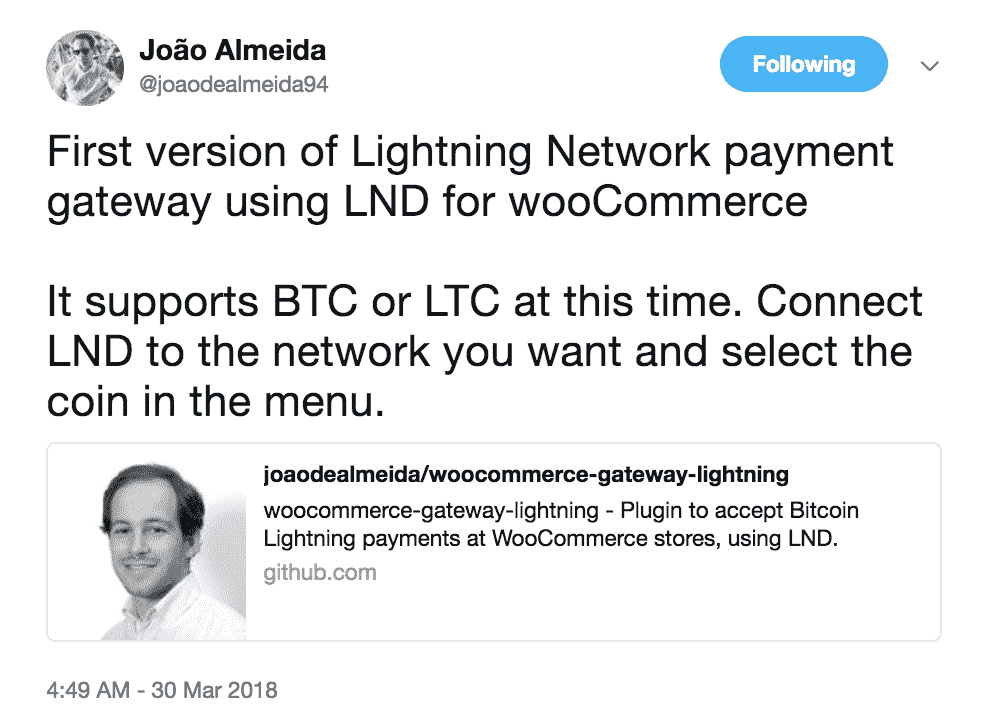 João Almeida
@joaodealmeida94
Following
First version of Lightning Network payment
gateway using LND for wooCommerce
It supports BTC or LTC at this time. Connect
LND to the network you want and select the
coin in the menu.
joaodealmeida/woocommerce-gateway-lightning
woocommerce-gateway-lightning - Plugin to accept Bitcoin
Lightning payments at WooCommerce stores, using LND.
github.com
4:49 AM - 30 Mar 2018